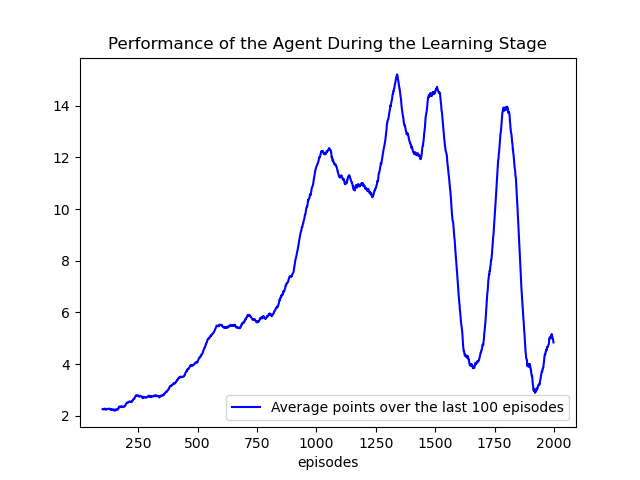 Performance of the Agent During the Learning Stage
14
12
10
8
6
4
2
Average points over the last 100 episodes
250 500 750 1000 1250 1500 1750 2000
episodes